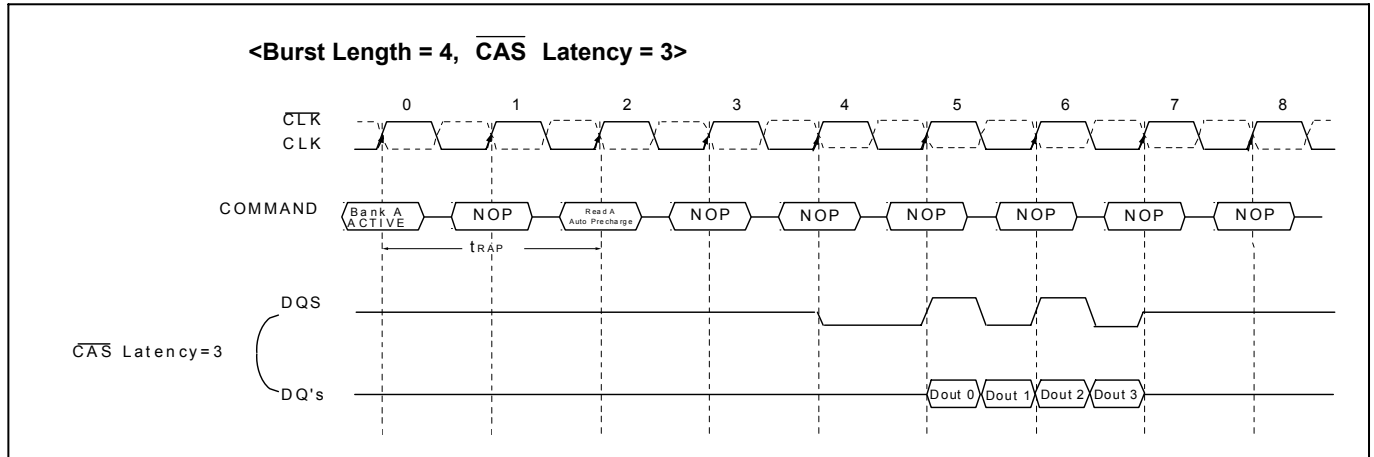 <Burst Length = 4, CAS Latency = 3>
0 1 2 3 4 5 6 7 8
CLK
CLK
COMMAND
Bank A
ACTIVE
NOP
Read A
Auto Precharge
NOP
NOP
NOP
NOP
NOP
NOP
tRAP
DQS
CAS Latency=3
DQ's
Dout 0 Dout 1 Dout 2 Dout 3